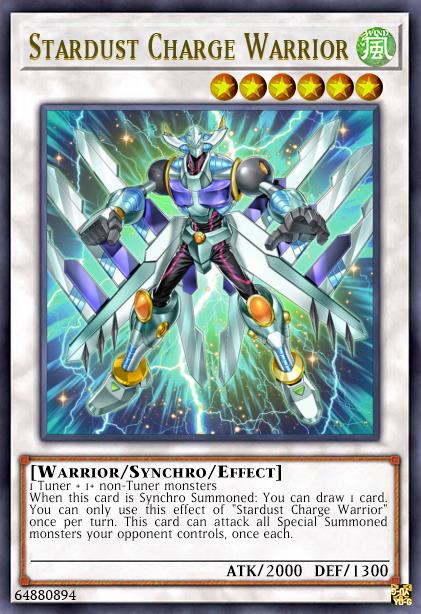 Stardust Charge Warrior
WIND
風
[Warrior/Synchro/Effect]
1 Tuner + 1+ non-Tuner monsters
When this card is Synchro Summoned: You can draw 1 card.
You can only use this effect of "Stardust Charge Warrior"
once per turn. This card can attack all Special Summoned
monsters your opponent controls, once each.
ATK/2000 DEF/1300
64880894